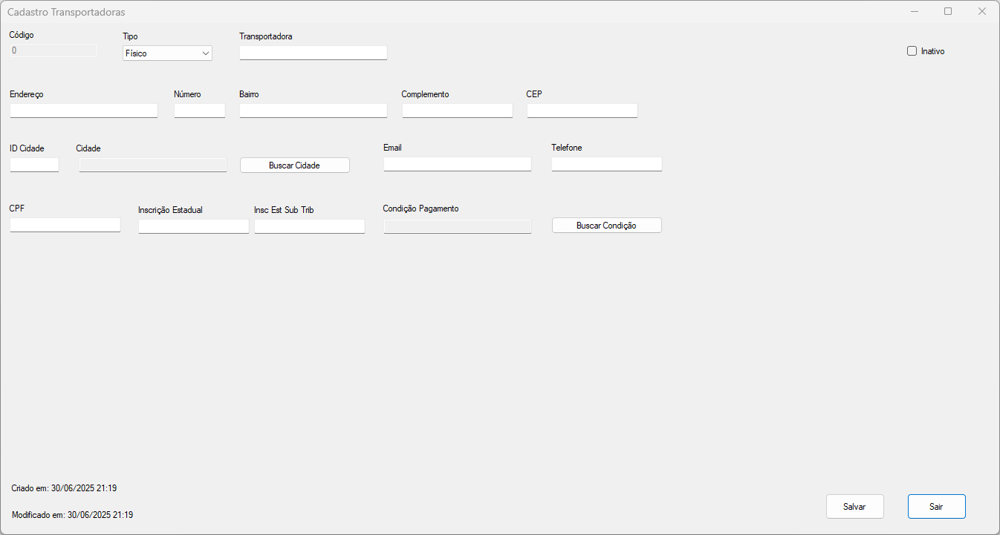 Cadastro Transportadoras
Código Tipo Transportadora
0 Físico Inativo
Endereço Número Bairro Complemento CEP
ID Cidade Cidade Email Telefone
Buscar Cidade
CPF Inscrição Estadual Insc Est Sub Trib Condição Pagamento
Buscar Condição
Criado em: 30/06/2025 21:19
Modificado em: 30/06/2025 21:19
Salvar Sair